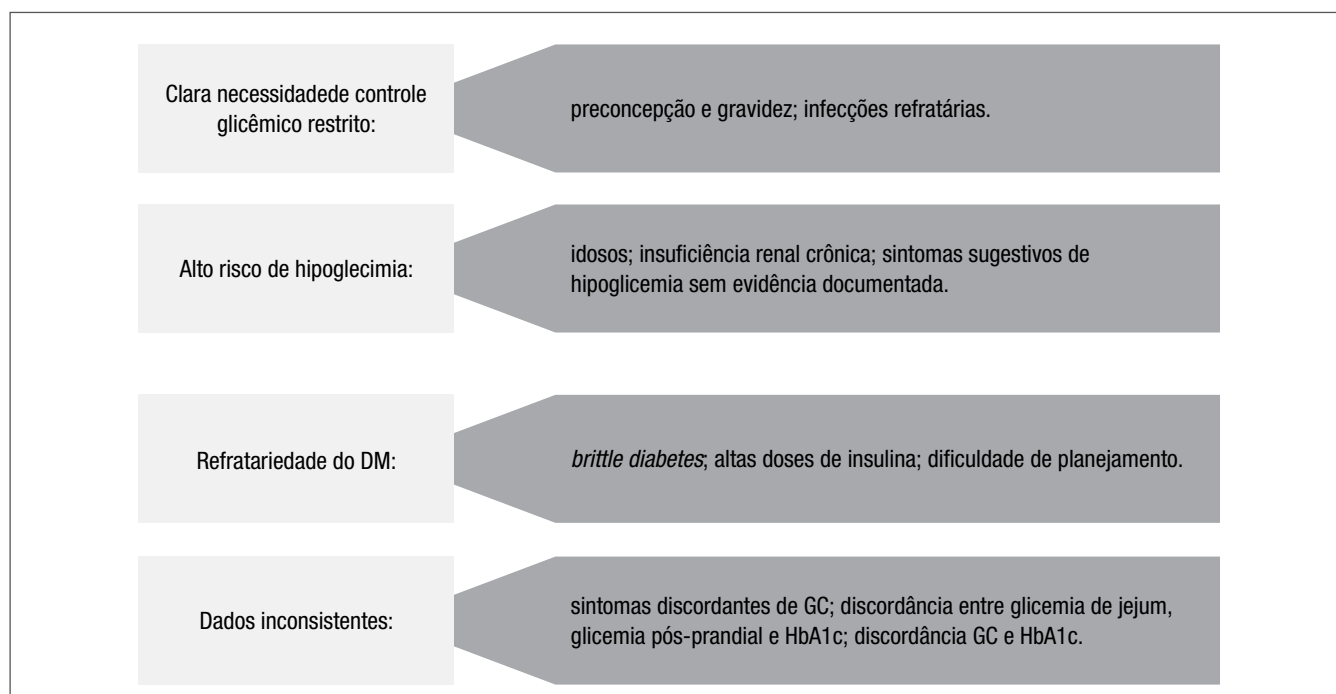 Clara necessidadede controle
glicêmico restrito:
preconcepção e gravidez; infecções refratárias.
Alto risco de hipoglecimia:
idosos; insuficiência renal crônica; sintomas sugestivos de
hipoglicemia sem evidência documentada.
Refratariedade do DM:
brittle diabetes; altas doses de insulina; dificuldade de planejamento.
Dados inconsistentes:
sintomas discordantes de GC; discordância entre glicemia de jejum,
glicemia pós-prandial e HbA1c; discordância GC e HbA1c.